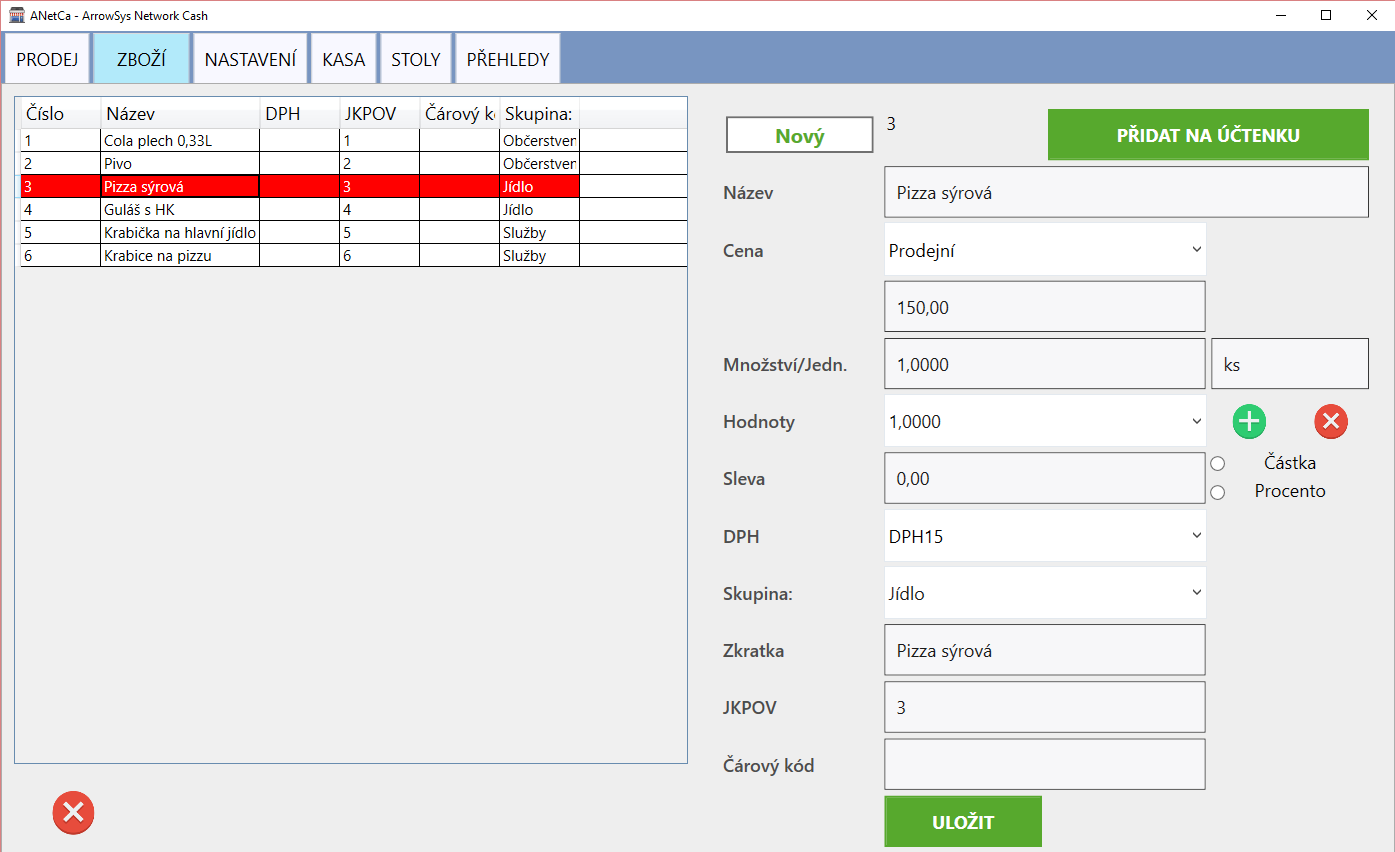 ANetCa - ArrowSys Network Cash
PRODEJ ZBOŽÍ NASTAVENÍ KASA STOLY PŘEHLEDY
Číslo Název DPH JKPOV Čárový k Skupina:
1 Cola plech 0,33L 1 Občerstven
2 Pivo 2 Občerstven
3 Pizza sýrová 3 Jídlo
4 Guláš s HK 4 Jídlo
5 Krabička na hlavní jídlo 5 Služby
6 Krabice na pizzu 6 Služby
Nový 3 PŘIDAT NA ÚČTENKU
Název Pizza sýrová
Cena Prodejní
150,00
Množství/Jedn. 1,0000 ks
Hodnoty 1,0000
Sleva 0,00 Částka
Procento
DPH DPH15
Skupina: Jídlo
Zkratka Pizza sýrová
JKPOV 3
Čárový kód
ULOŽIT